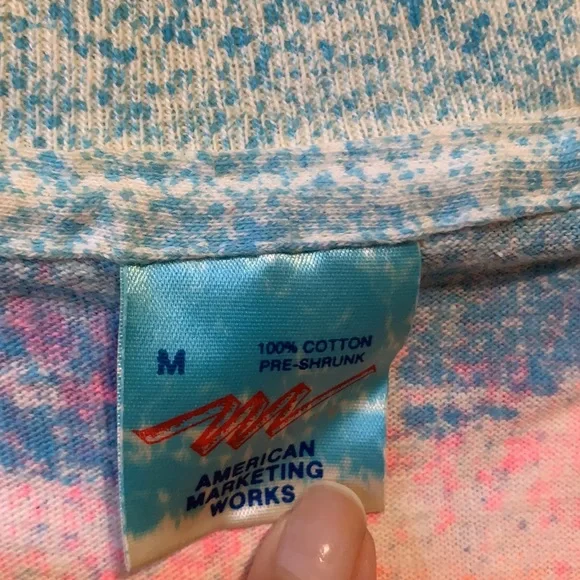 M
100% COTTON
PRE-SHRUNK
AMERICAN
MARKETING
WORKS